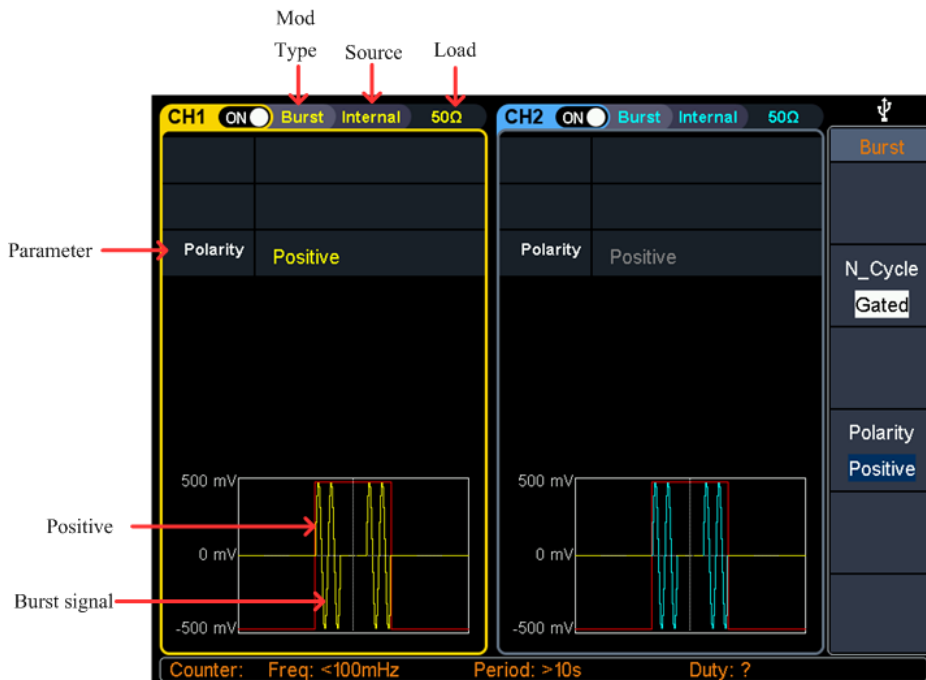 Mod
Type
Source
Load
CH1 ON Burst Internal 50Ω
CH2 ON Burst Internal 50Ω
Burst
Parameter
Polarity Positive
Polarity Positive
N_Cycle
Gated
Polarity
Positive
500 mV
0 mV
-500 mV
500 mV
0 mV
-500 mV
Positive
Burst signal
Counter: Freq: <100mHz Period: >10s Duty: ?